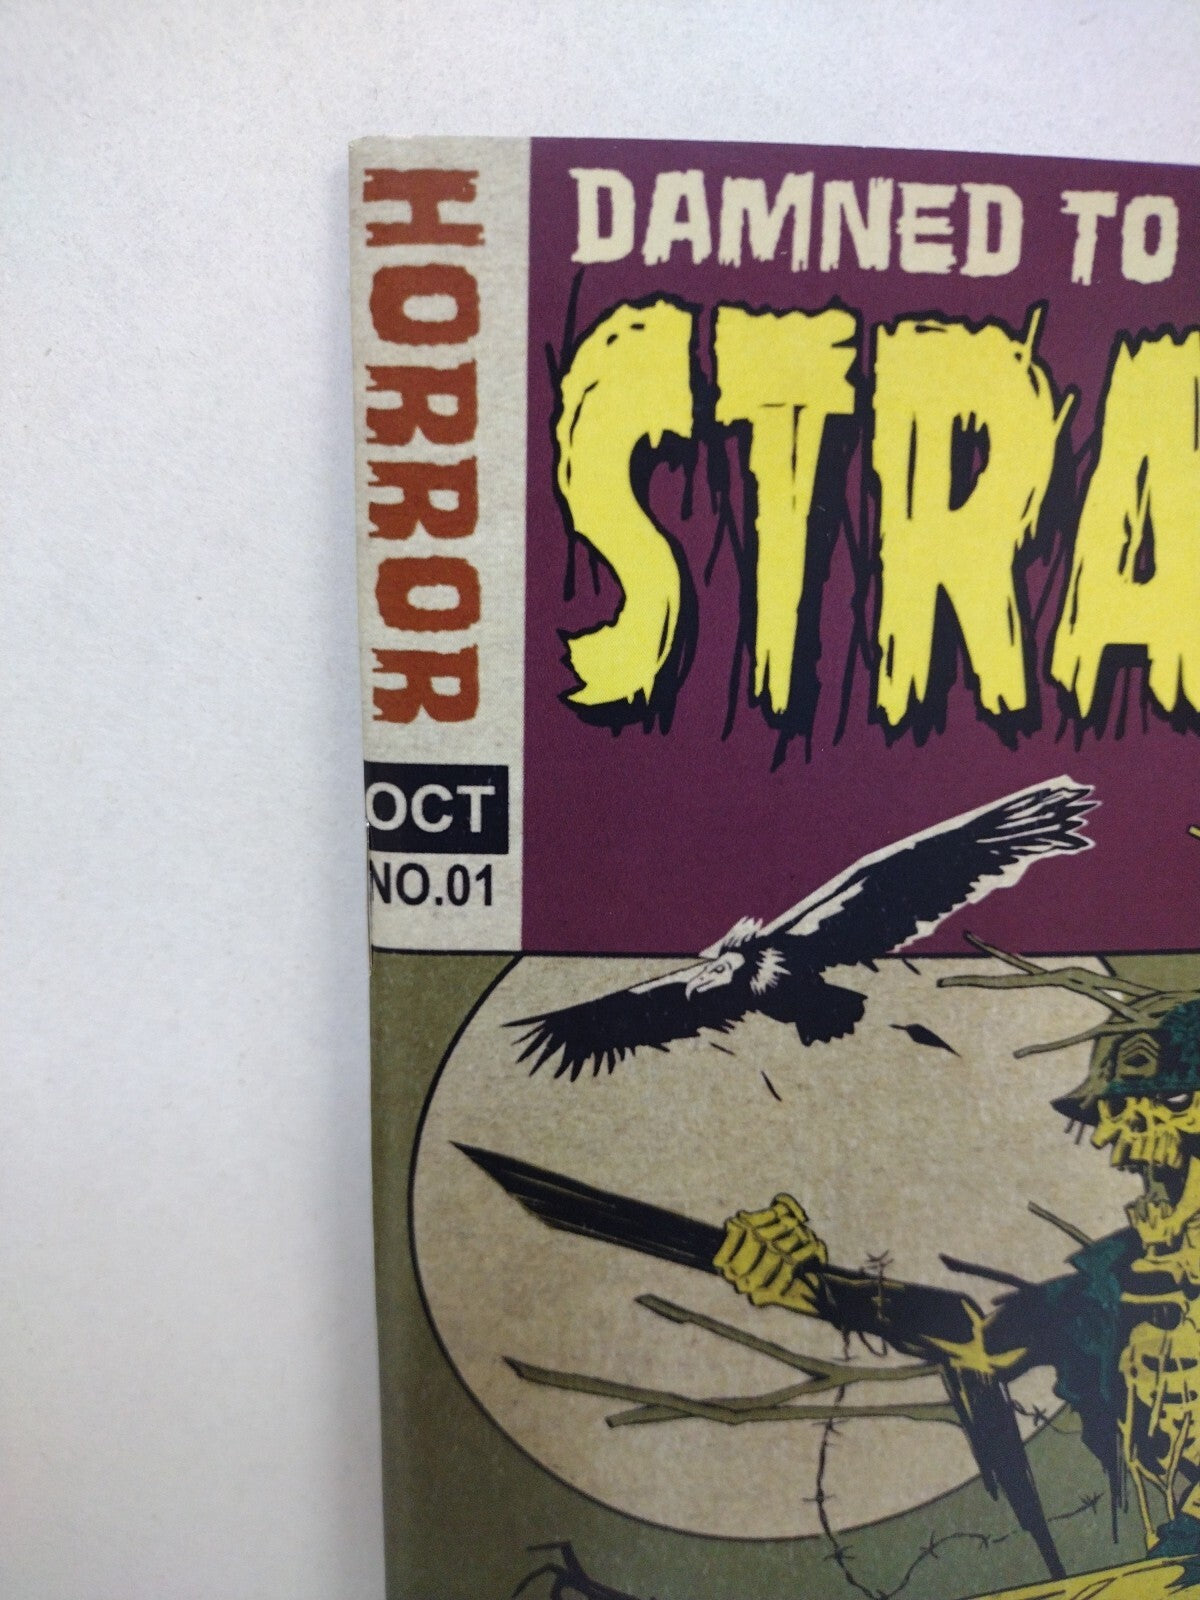 HORROR
OCT
NO.01
DAMNED TO
STRA